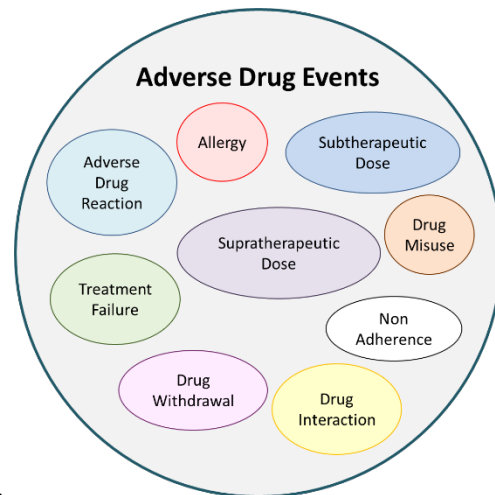 Adverse Drug Events
Allergy
Subtherapeutic
Dose
Adverse
Drug
Reaction
Drug
Misuse
Supratherapeutic
Dose
Treatment
Failure
Non
Adherence
Drug
Withdrawal
Drug
Interaction